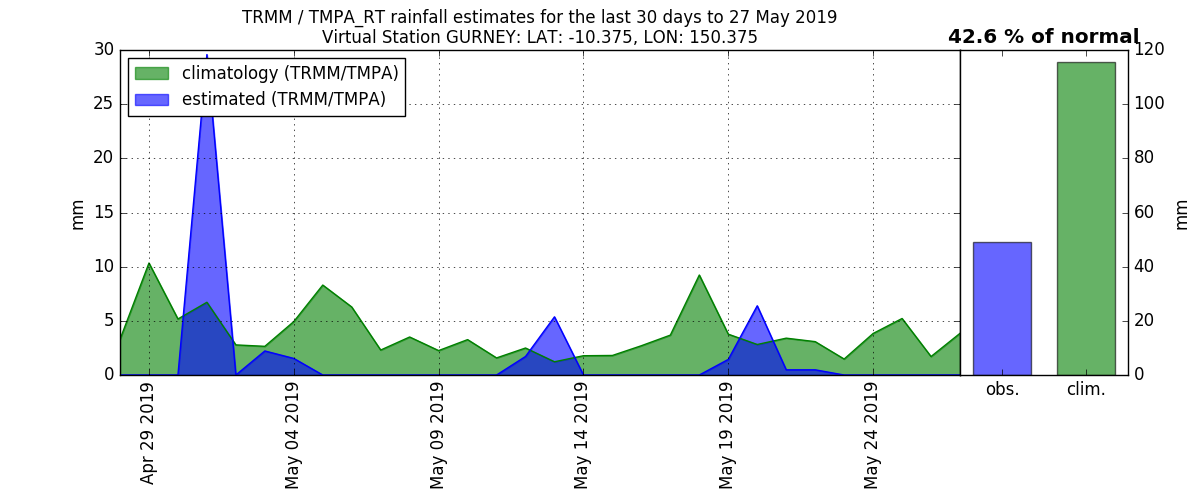 TRMM / TMPA_RT rainfall estimates for the last 30 days to 27 May 2019
Virtual Station GURNEY: LAT: -10.375, LON: 150.375
42.6 % of normal
climatology (TRMM/TMPA)
estimated (TRMM/TMPA)
30
25
20
15
10
5
0
mm
Apr 29 2019
May 04 2019
May 09 2019
May 14 2019
May 19 2019
May 24 2019
obs.
clim.
120
100
80
60
40
20
0
mm